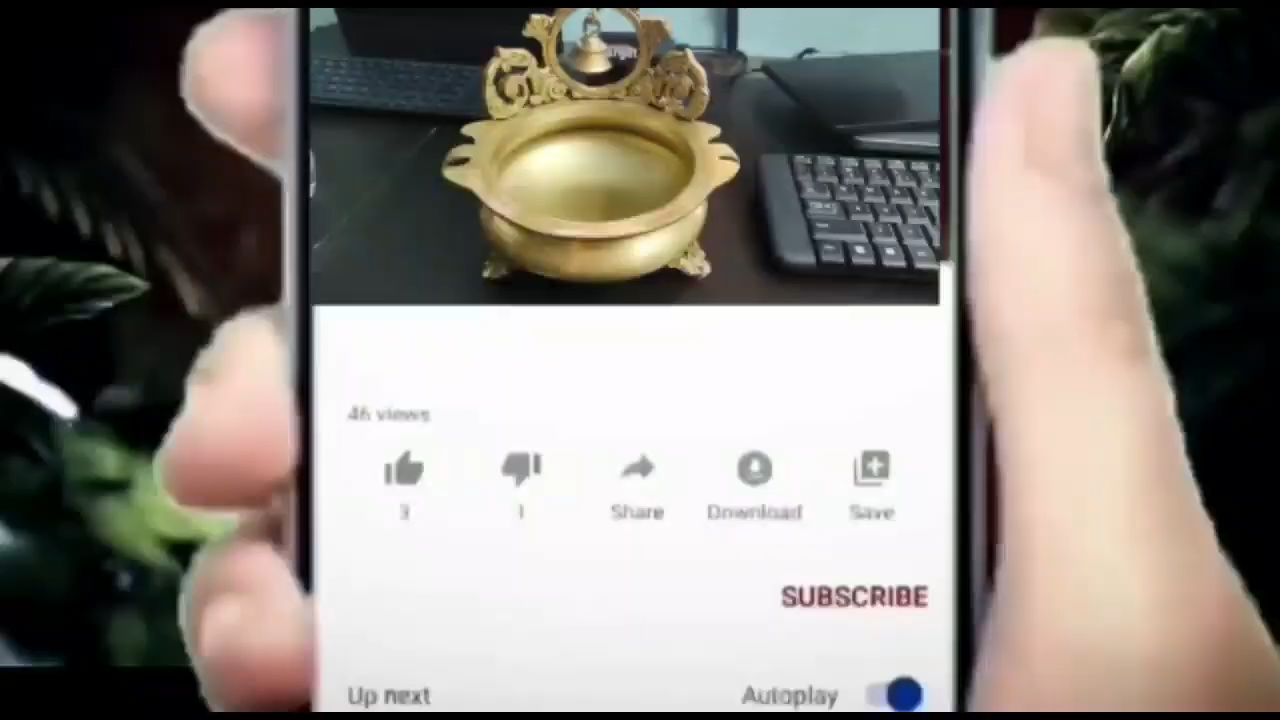 46 views
3
1
Share
Download
Save
SUBSCRIBE
Up next
Autoplay